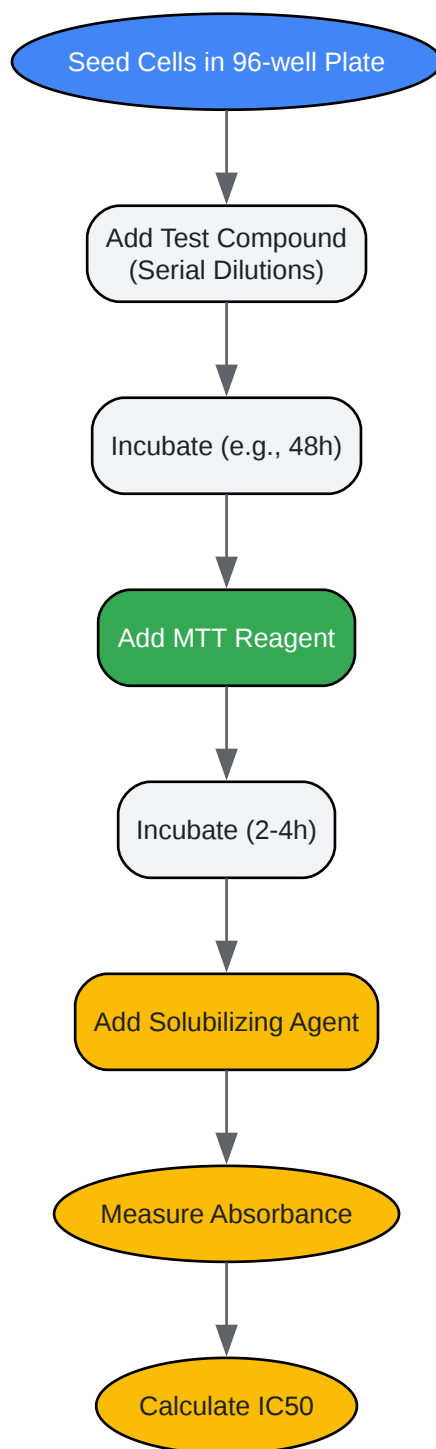 Seed Cells in 96-well Plate
Add Test Compound
(Serial Dilutions)
Incubate (e.g., 48h)
Add MTT Reagent
Incubate (2-4h)
Add Solubilizing Agent
Measure Absorbance
Calculate IC50